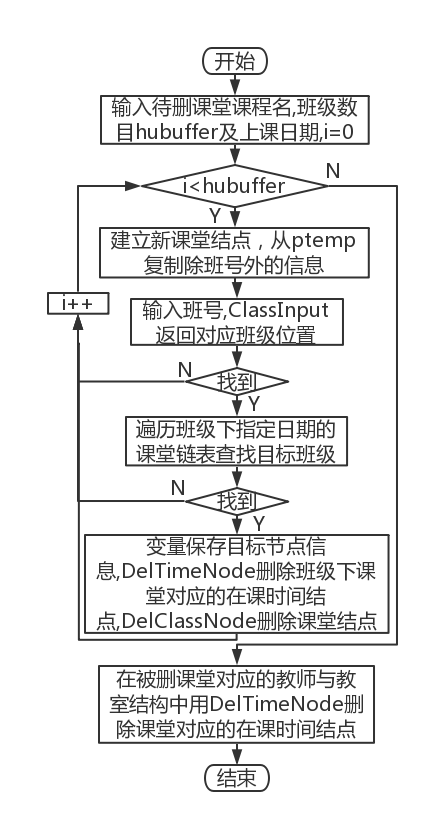 开始
输入待删课堂课程名,班级数
目hubuffer及上课日期,i=0
i<hubuffer
N
Y
建立新课堂结点，从ptemp
复制除班号外的信息
i++
输入班号,ClassInput
返回对应班级位置
找到
N
Y
遍历班级下指定日期的
课堂链表查找目标班级
找到
N
Y
变量保存目标节点信
息,DelTimeNode删除班级下课
堂对应的在课时间结
点,DelClassNode删除课堂结点
在被删课堂对应的教师与教
室结构中用DelTimeNode删
除课堂对应的在课时间结点
结束